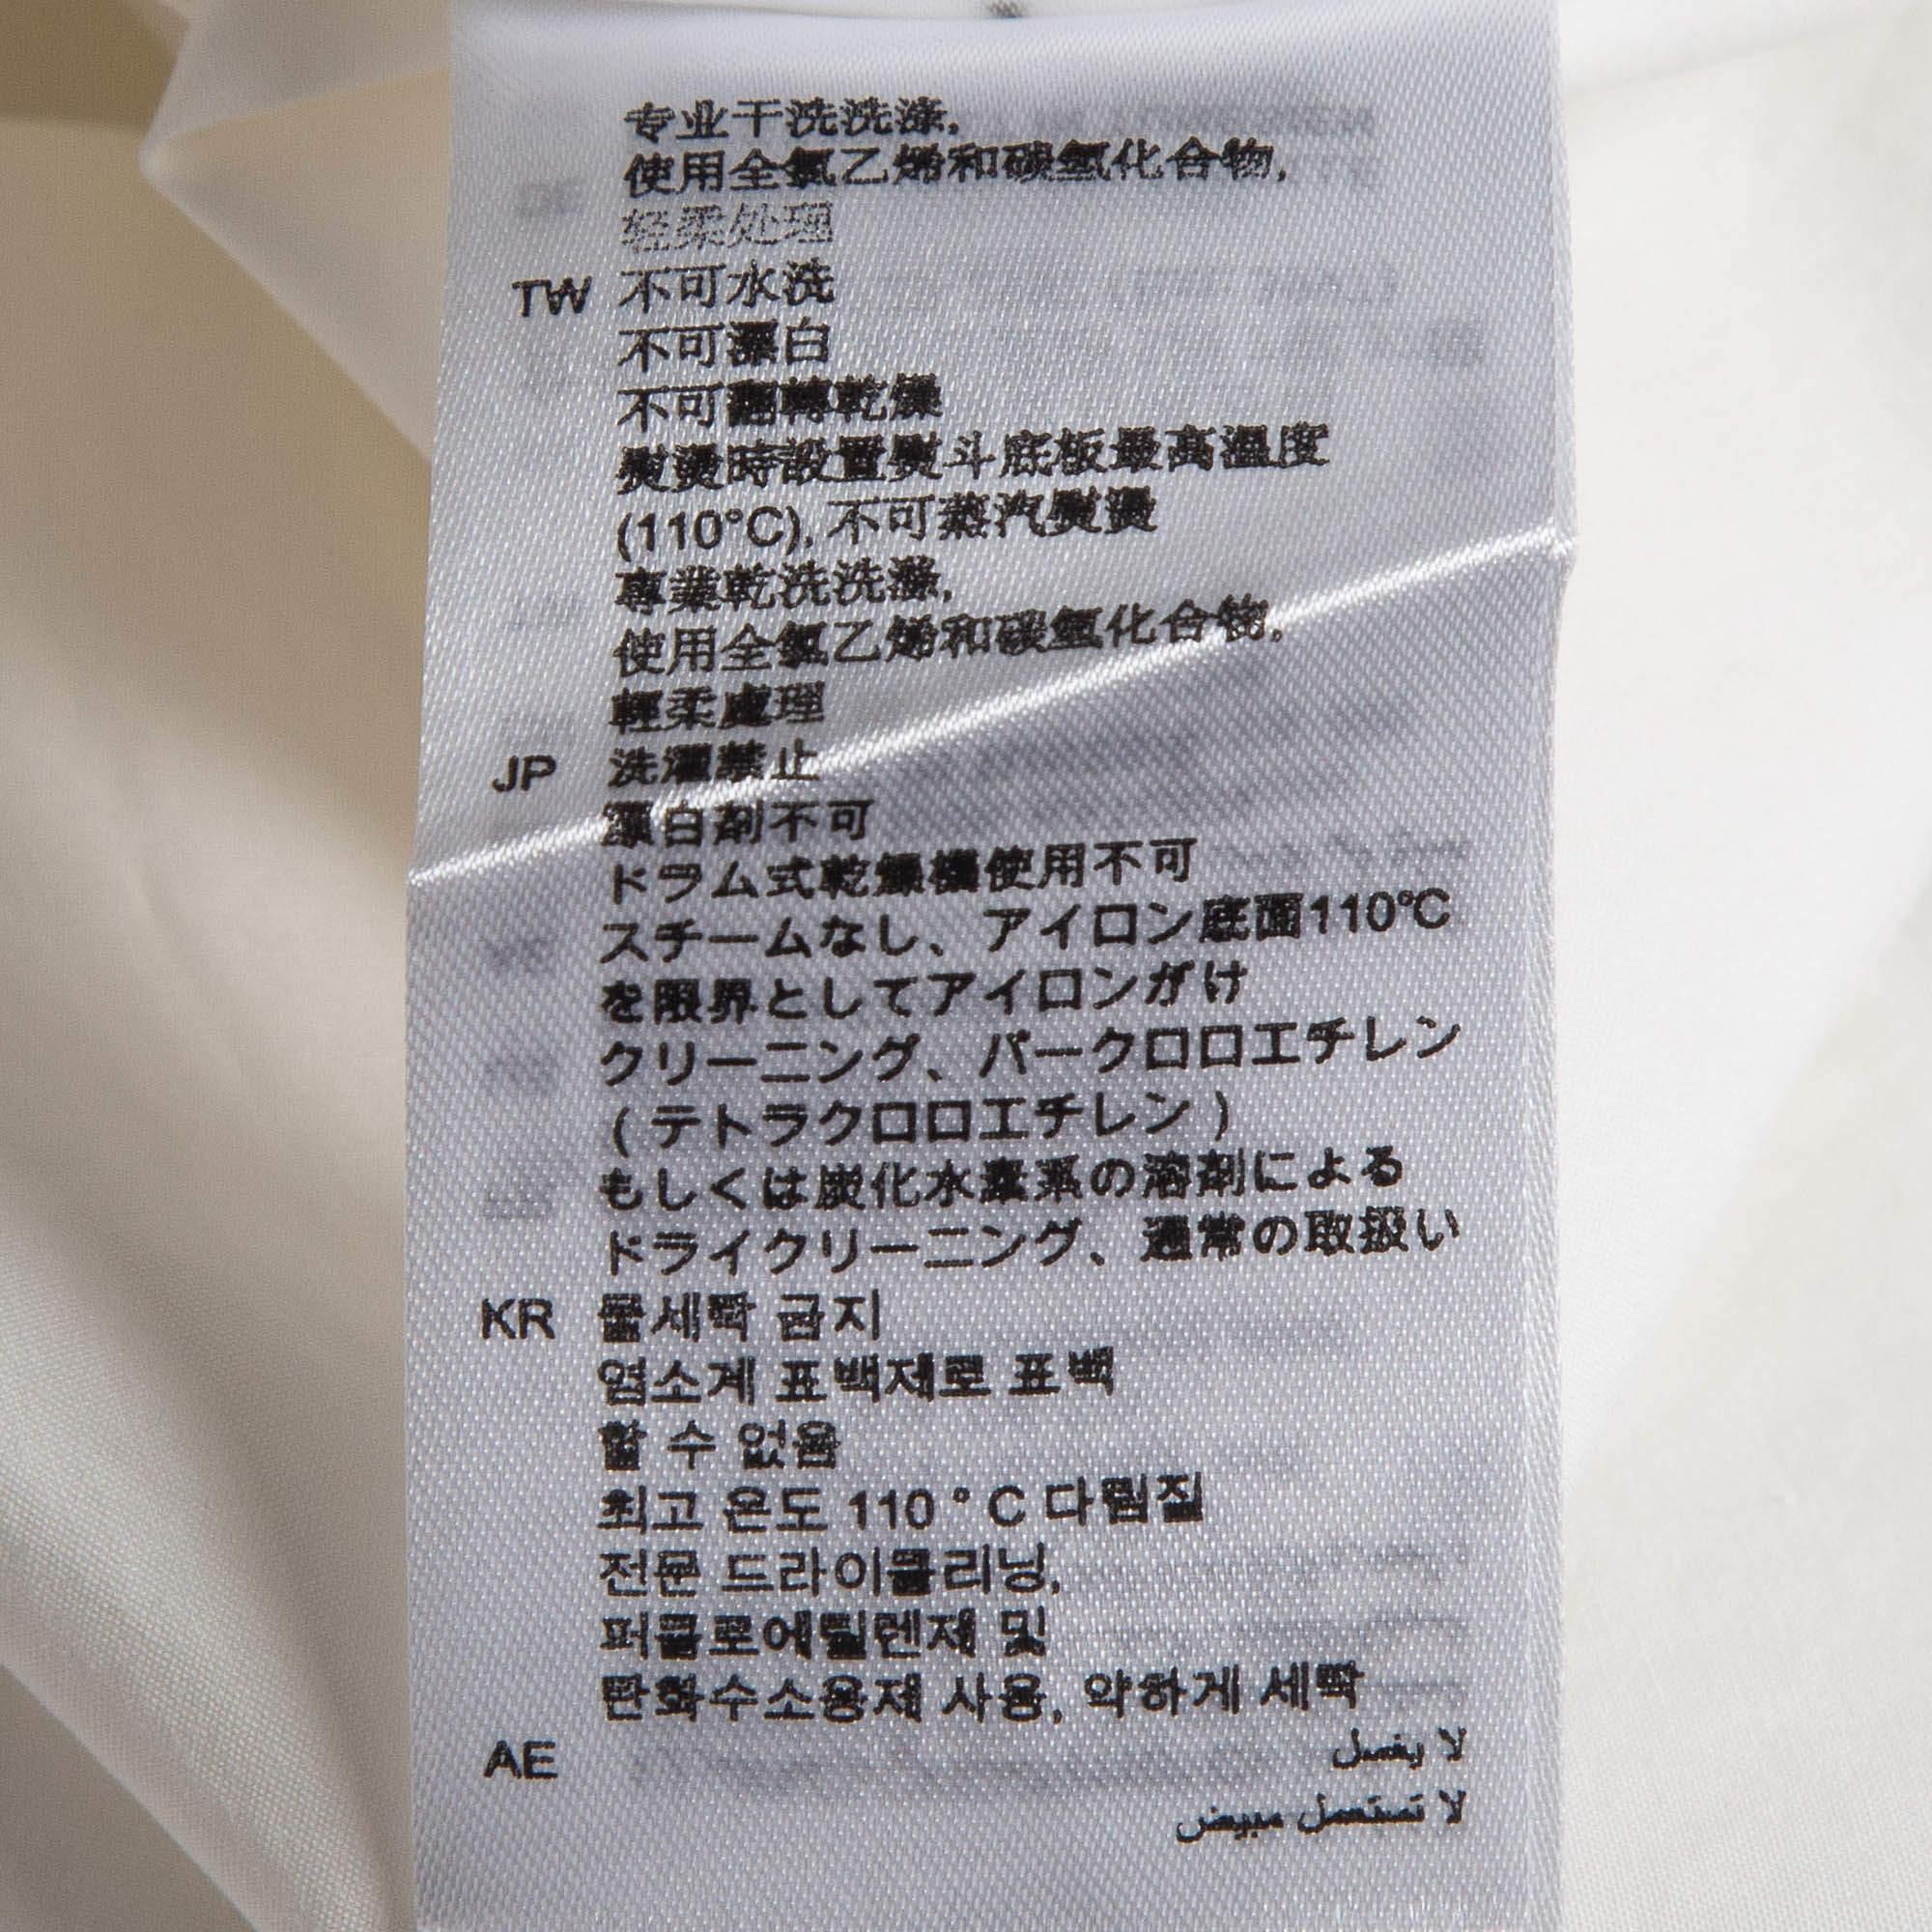 专业干洗洗涤,
使用全氯乙烯和碳氢化合物,
轻柔处理
TW 不可水洗
不可漂白
不可翻轉乾燥
熨燙時設置熨斗底板最高溫度
(110°C), 不可蒸汽熨燙
專業乾洗洗滌,
使用全氯乙烯和碳氫化合物,
輕柔處理
JP 洗濯禁止
漂白剤不可
ドラム式乾燥機使用不可
スチームなし、アイロン底面110℃
を限界としてアイロンがけ
クリーニング、パークロロエチレン
(テトラクロロエチレン)
もしくは炭化水素系の溶剤による
ドライクリーニング、通常の取扱い
KR 물세탁 금지
염소계 표백제로 표백
할 수 없음
최고 온도 110 ° C 다림질
전문 드라이클리닝,
퍼클로에틸렌제 및
탄화수소용제 사용, 약하게 세탁
AE لا يغسل
لا تستعمل مبيض